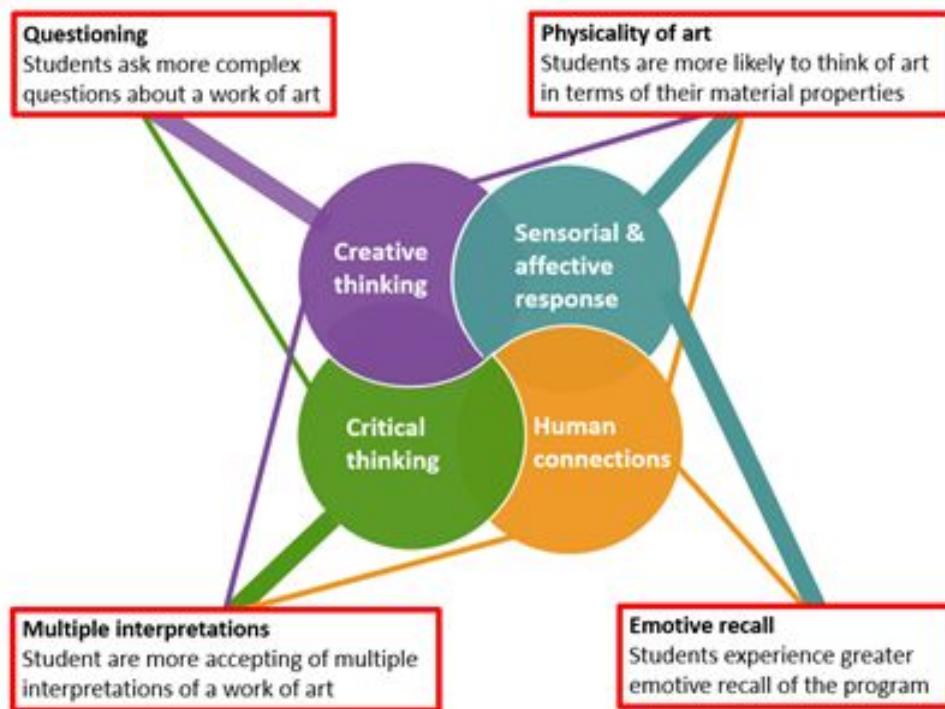 Questioning
Students ask more complex
questions about a work of art
Physicality of art
Students are more likely to think of art
in terms of their material properties
Creative
thinking
Sensorial &
affective
response
Critical
thinking
Human
connections
Multiple interpretations
Student are more accepting of multiple
interpretations of a work of art
Emotive recall
Students experience greater
emotive recall of the program